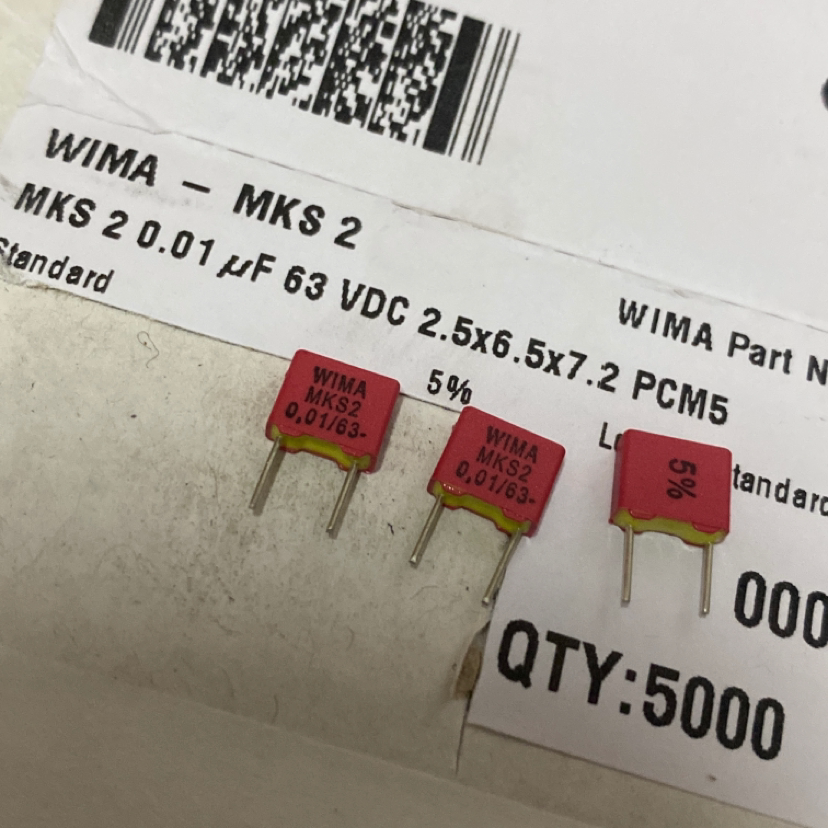 WIMA – MKS 2
MKS 2 0.01 µF 63 VDC 2.5x6.5x7.2 PCM5
Standard
5%
WIMA Part N
tandard
000
QTY:5000
WIMA
MKS2
0,01/63-
WIMA
MKS2
0,01/63-
5%